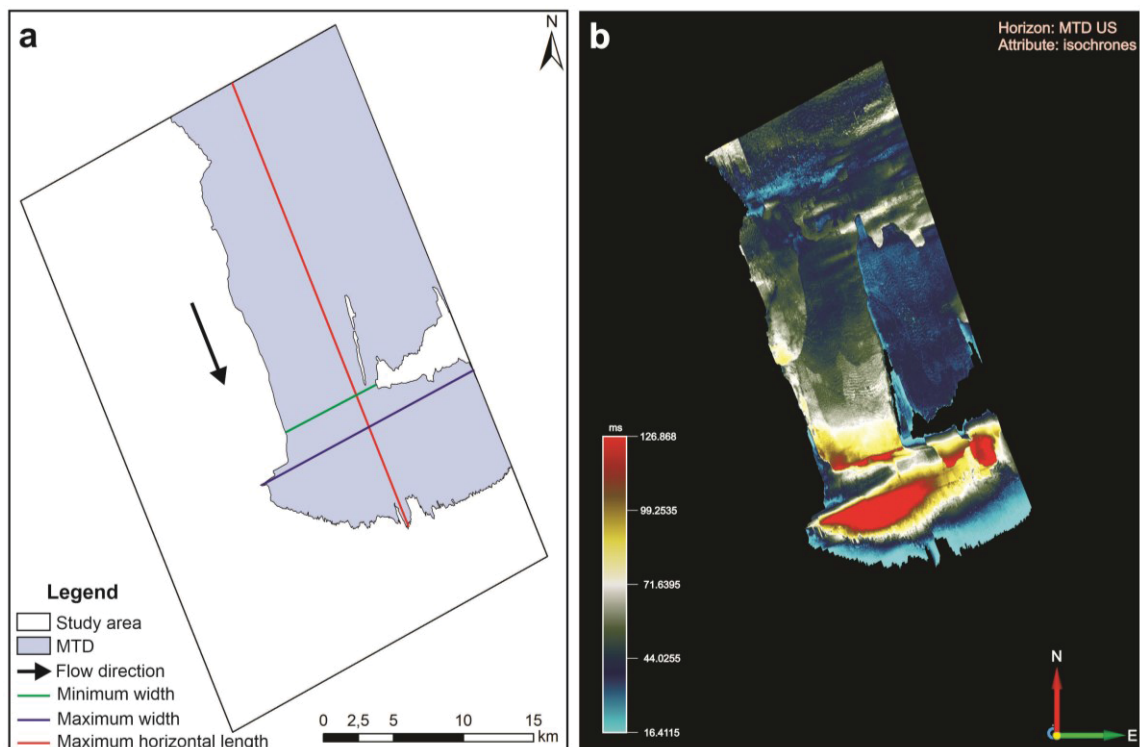 a
N
Legend
Study area
MTD
Flow direction
Minimum width
Maximum width
Maximum horizontal length
0 2,5 5 10 15
km
b
Horizon: MTD US
Attribute: isochrones
ms
126.868
99.2535
71.6395
44.0255
16.4115
N
E